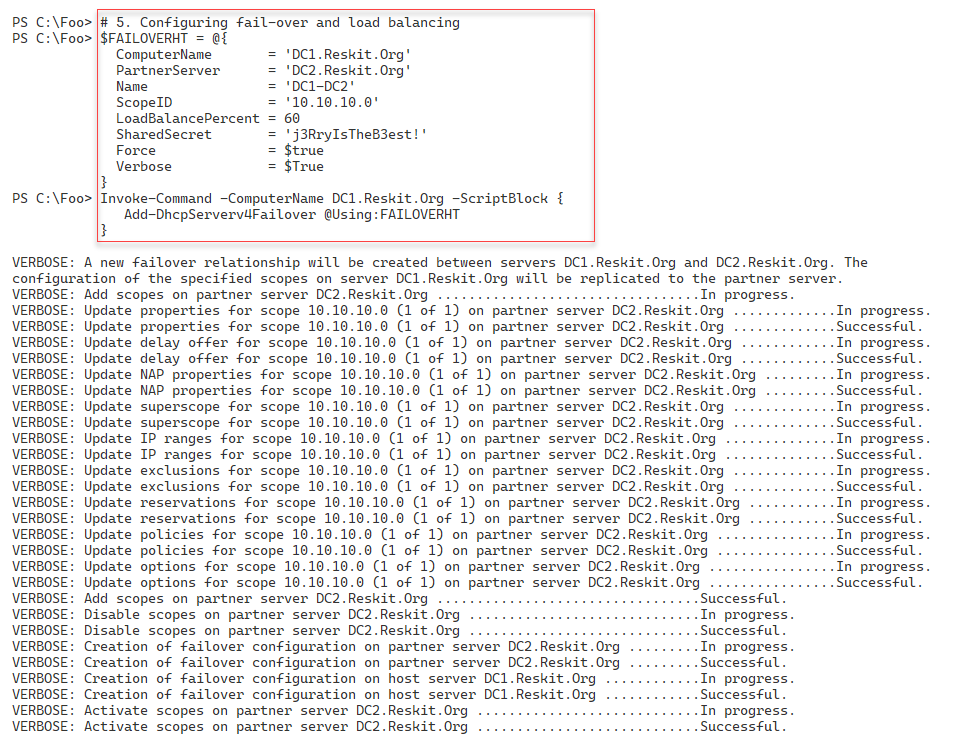 PS C:\Foo> # 5. Configuring fail-over and load balancing
PS C:\Foo> $FAILOVERHT = @{
  ComputerName       = 'DC1.Reskit.Org'
  PartnerServer      = 'DC2.Reskit.Org'
  Name               = 'DC1-DC2'
  ScopeID            = '10.10.10.0'
  LoadBalancePercent = 60
  SharedSecret       = 'j3RryIsTheB3est!'
  Force              = $true
  Verbose            = $True
}
PS C:\Foo> Invoke-Command -ComputerName DC1.Reskit.Org -ScriptBlock {
   Add-DhcpServerv4Failover @Using:FAILOVERHT
}
VERBOSE: A new failover relationship will be created between servers DC1.Reskit.Org and DC2.Reskit.Org. The
configuration of the specified scopes on server DC1.Reskit.Org will be replicated to the partner server.
VERBOSE: Add scopes on partner server DC2.Reskit.Org .................................In progress.
VERBOSE: Update properties for scope 10.10.10.0 (1 of 1) on partner server DC2.Reskit.Org .............In progress.
VERBOSE: Update properties for scope 10.10.10.0 (1 of 1) on partner server DC2.Reskit.Org .............Successful.
VERBOSE: Update delay offer for scope 10.10.10.0 (1 of 1) on partner server DC2.Reskit.Org ............In progress.
VERBOSE: Update delay offer for scope 10.10.10.0 (1 of 1) on partner server DC2.Reskit.Org ............Successful.
VERBOSE: Update NAP properties for scope 10.10.10.0 (1 of 1) on partner server DC2.Reskit.Org .........In progress.
VERBOSE: Update NAP properties for scope 10.10.10.0 (1 of 1) on partner server DC2.Reskit.Org .........Successful.
VERBOSE: Update superscope for scope 10.10.10.0 (1 of 1) on partner server DC2.Reskit.Org .............In progress.
VERBOSE: Update superscope for scope 10.10.10.0 (1 of 1) on partner server DC2.Reskit.Org .............Successful.
VERBOSE: Update IP ranges for scope 10.10.10.0 (1 of 1) on partner server DC2.Reskit.Org ..............In progress.
VERBOSE: Update IP ranges for scope 10.10.10.0 (1 of 1) on partner server DC2.Reskit.Org ..............Successful.
VERBOSE: Update exclusions for scope 10.10.10.0 (1 of 1) on partner server DC2.Reskit.Org .............In progress.
VERBOSE: Update exclusions for scope 10.10.10.0 (1 of 1) on partner server DC2.Reskit.Org .............Successful.
VERBOSE: Update reservations for scope 10.10.10.0 (1 of 1) on partner server DC2.Reskit.Org ...........In progress.
VERBOSE: Update reservations for scope 10.10.10.0 (1 of 1) on partner server DC2.Reskit.Org ...........Successful.
VERBOSE: Update policies for scope 10.10.10.0 (1 of 1) on partner server DC2.Reskit.Org ...............In progress.
VERBOSE: Update policies for scope 10.10.10.0 (1 of 1) on partner server DC2.Reskit.Org ...............Successful.
VERBOSE: Update options for scope 10.10.10.0 (1 of 1) on partner server DC2.Reskit.Org ................In progress.
VERBOSE: Update options for scope 10.10.10.0 (1 of 1) on partner server DC2.Reskit.Org ................Successful.
VERBOSE: Add scopes on partner server DC2.Reskit.Org .................................Successful.
VERBOSE: Disable scopes on partner server DC2.Reskit.Org .............................In progress.
VERBOSE: Disable scopes on partner server DC2.Reskit.Org .............................Successful.
VERBOSE: Creation of failover configuration on partner server DC2.Reskit.Org .........In progress.
VERBOSE: Creation of failover configuration on partner server DC2.Reskit.Org .........Successful.
VERBOSE: Creation of failover configuration on host server DC1.Reskit.Org ............In progress.
VERBOSE: Creation of failover configuration on host server DC1.Reskit.Org ............Successful.
VERBOSE: Activate scopes on partner server DC2.Reskit.Org ............................In progress.
VERBOSE: Activate scopes on partner server DC2.Reskit.Org ............................Successful.